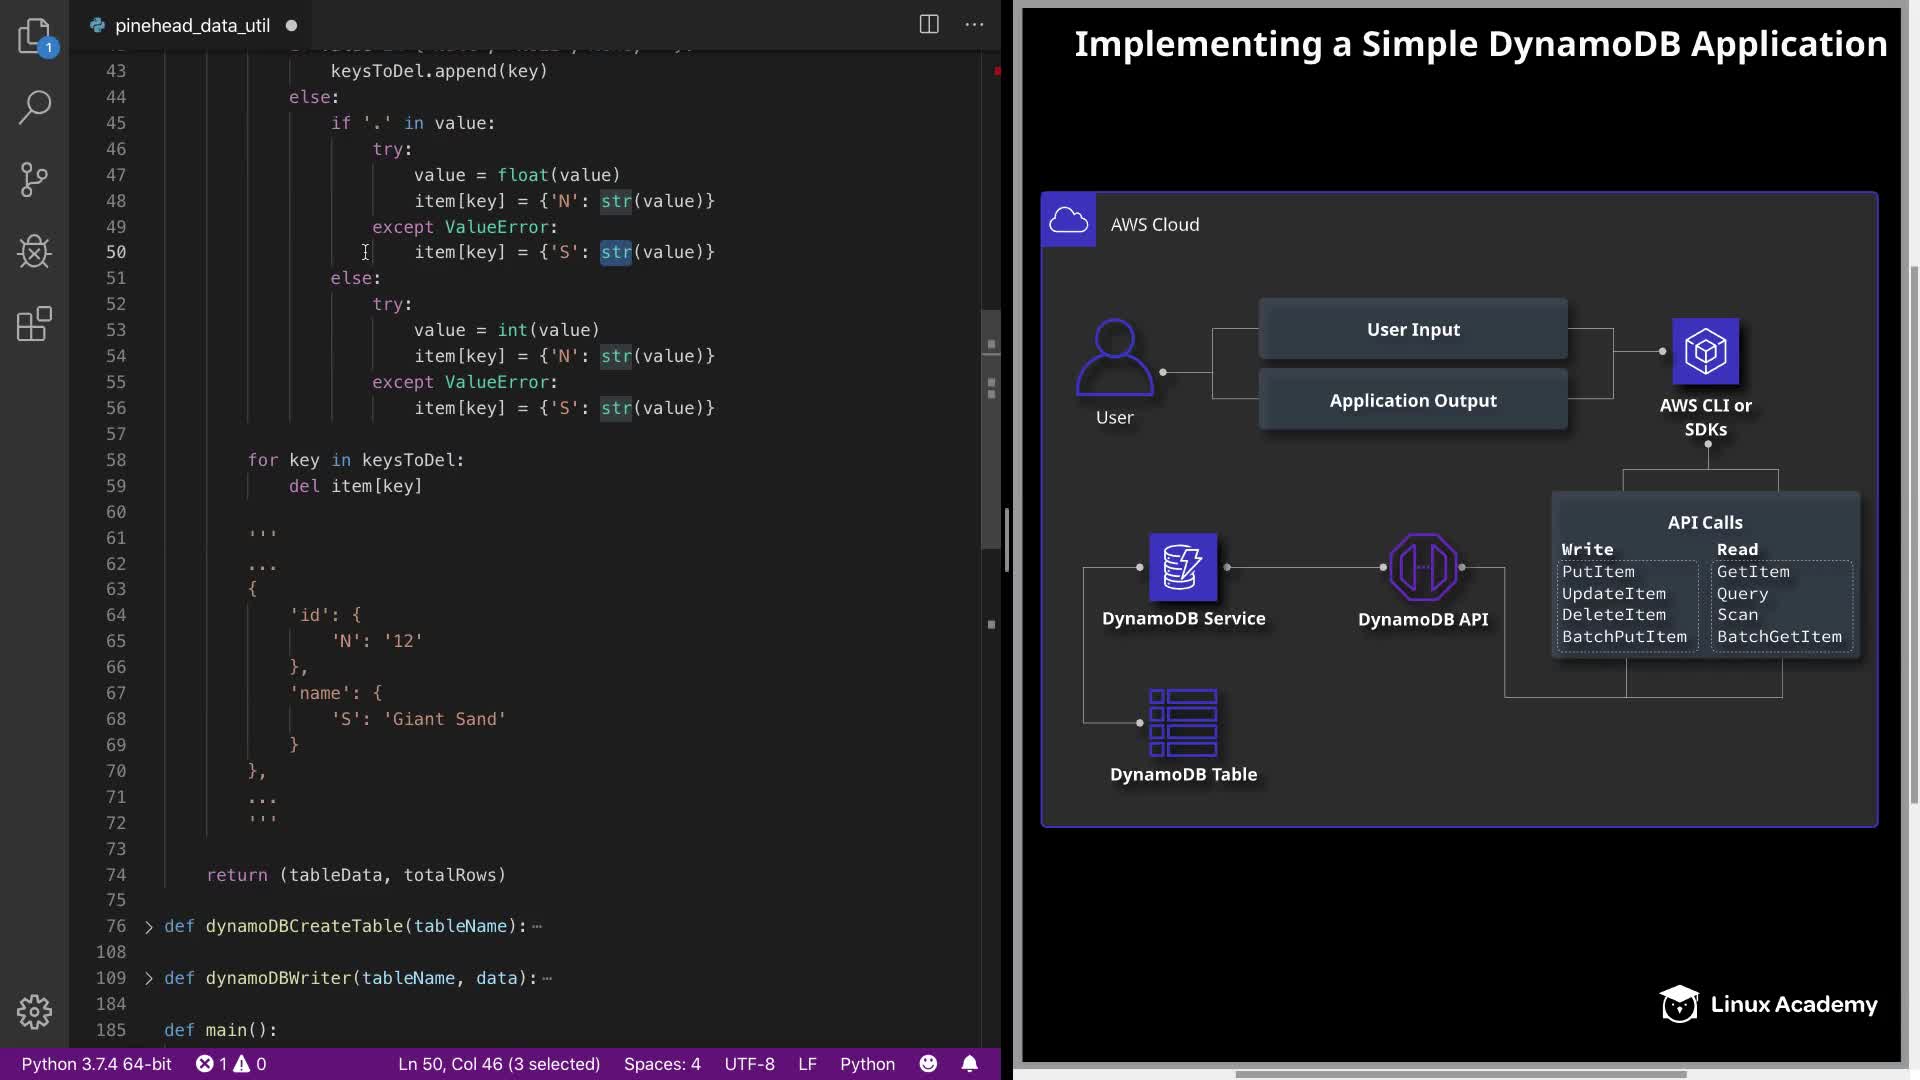 pinehead_data_util
1
43 keysToDel.append(key)
44 else:
45 if '.' in value:
46 try:
47 value = float(value)
48 item[key] = {'N': str(value)}
49 except ValueError:
50 item[key] = {'S': str(value)}
51 else:
52 try:
53 value = int(value)
54 item[key] = {'N': str(value)}
55 except ValueError:
56 item[key] = {'S': str(value)}
57
58 for key in keysToDel:
59 del item[key]
60
61 '''
62 ...
63 {
64 'id': {
65 'N': '12'
66 },
67 'name': {
68 'S': 'Giant Sand'
69 }
70 },
71 ...
72 '''
73
74 return (tableData, totalRows)
75
76 def dynamoDBCreateTable(tableName):
108
109 def dynamoDBWriter(tableName, data):
184
185 def main():
Python 3.7.4 64-bit 1 0 Ln 50, Col 46 (3 selected) Spaces: 4 UTF-8 LF Python
Implementing a Simple DynamoDB Application
AWS Cloud
User Input
Application Output
User
AWS CLI or
SDKs
API Calls
Write Read
PutItem GetItem
UpdateItem Query
DeleteItem Scan
BatchPutItem BatchGetItem
DynamoDB Service
DynamoDB API
DynamoDB Table
Linux Academy